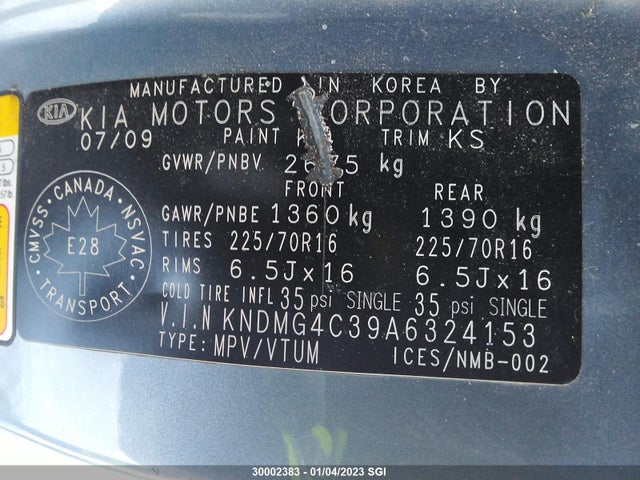 MANUFACTURED IN KOREA BY
KIA KIA MOTORS CORPORATION
07/09 PAINT TRIM KS
GVWR/PNBV kg
FRONT REAR
GAWR/PNBE 1360 kg 1390 kg
TIRES 225/70R16 225/70R16
RIMS 6.5Jx16 6.5Jx16
COLD TIRE INFL 35 psi SINGLE 35 psi SINGLE
V.I.N KNDMG4C39A6324153
TYPE: MPV/VTUM ICES/NMB-002
CMVSS · CANADA · NSVAC · TRANSPORT ·
E28
30002383 - 01/04/2023 SGI